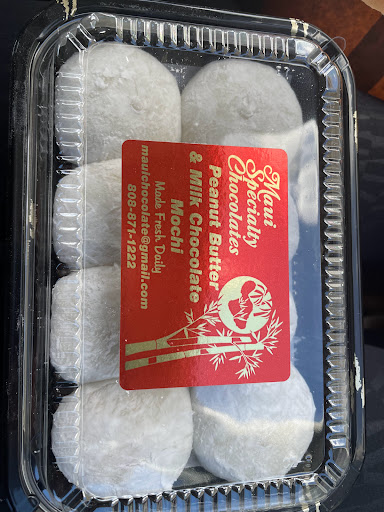 Maui
Specialty
Chocolates
Peanut Butter
& Milk Chocolate
Mochi
Made Fresh Daily
mauichocolate@gmail.com
808-871-1222